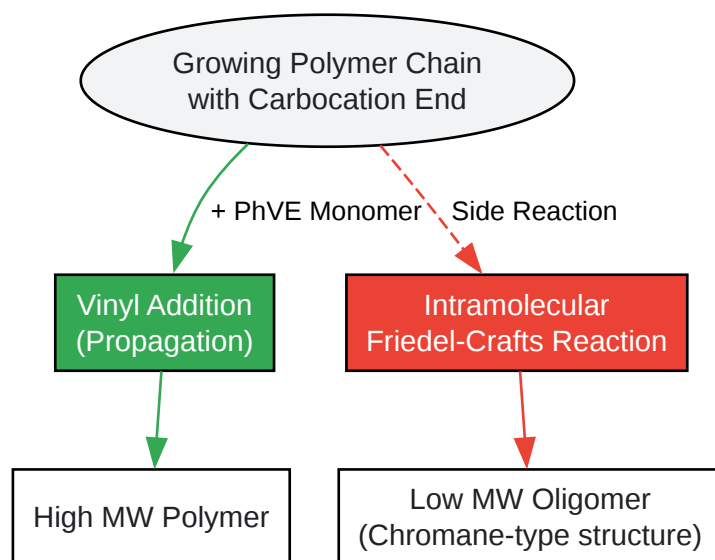 Growing Polymer Chain
with Carbocation End
+ PhVE Monomer
Side Reaction
Vinyl Addition
(Propagation)
Intramolecular
Friedel-Crafts Reaction
High MW Polymer
Low MW Oligomer
(Chromane-type structure)